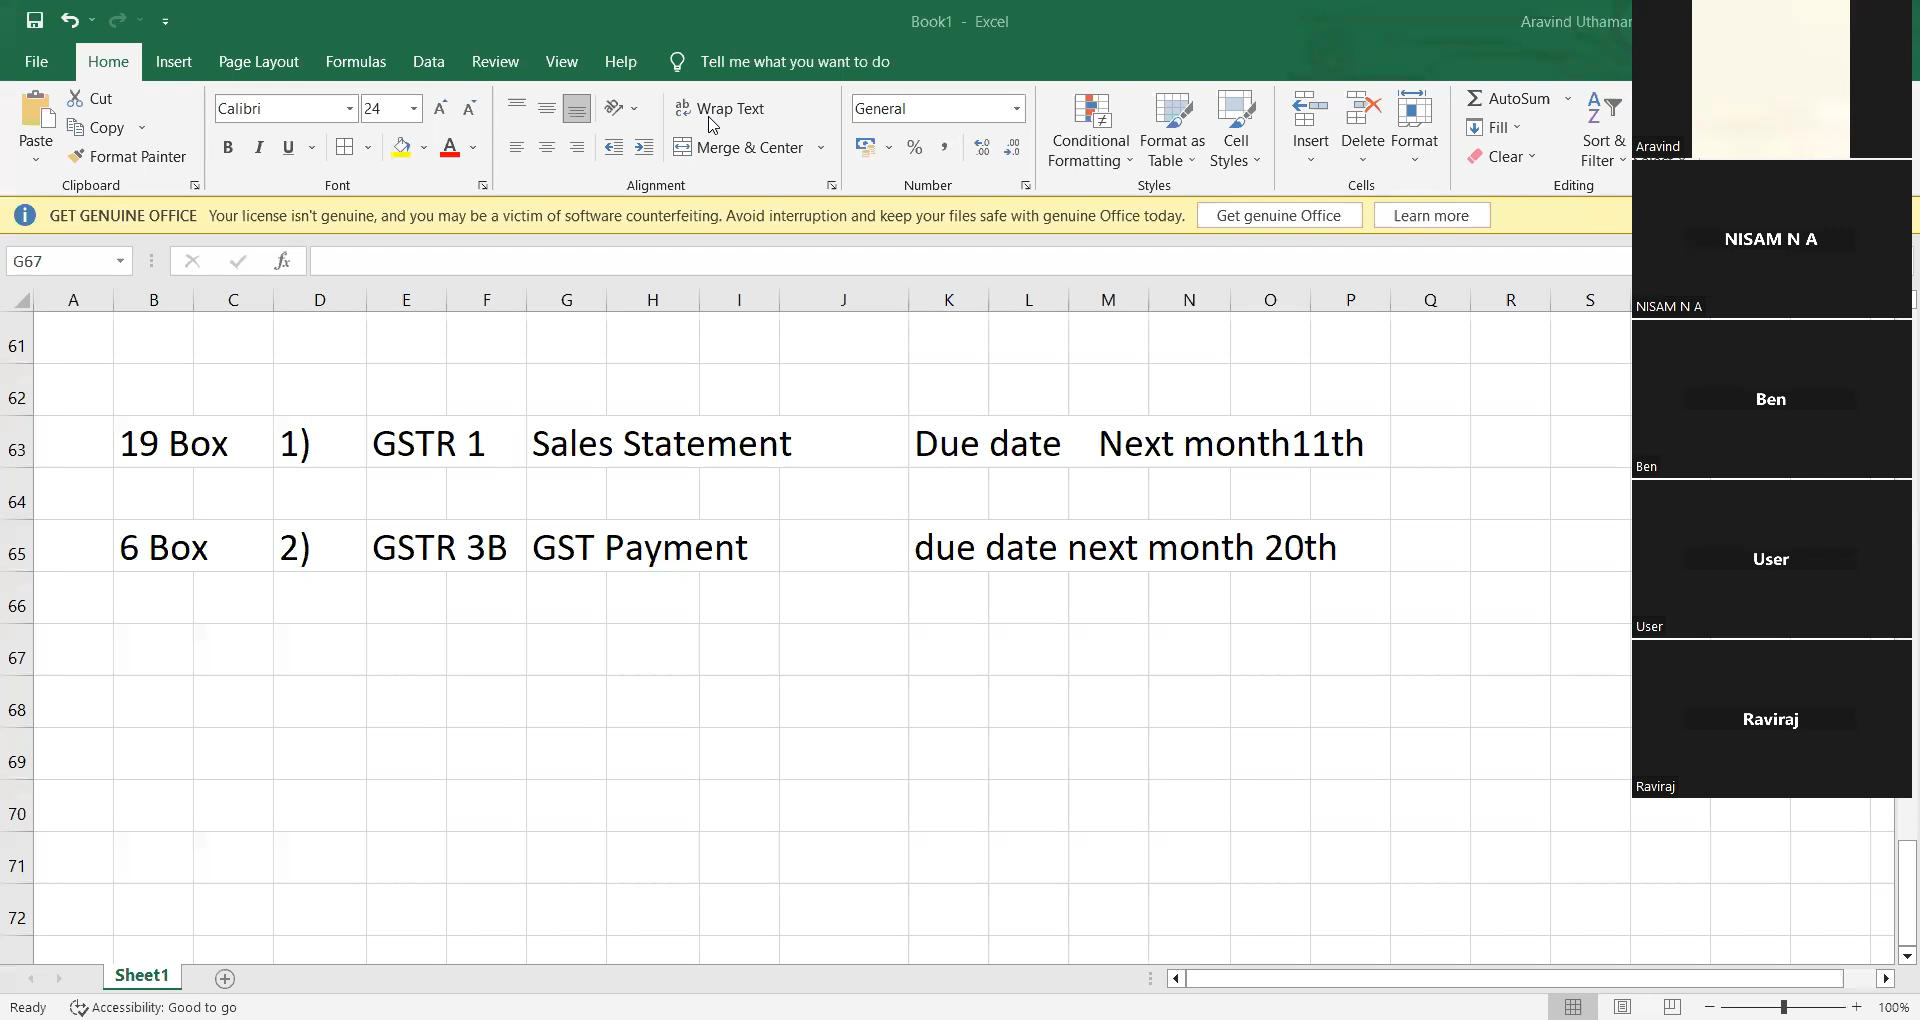 Book1 - Excel
Aravind Uthaman
File Home Insert Page Layout Formulas Data Review View Help Tell me what you want to do
Cut
Copy
Format Painter
Paste
Clipboard
Calibri 24
B I U
Font
Wrap Text
Merge & Center
Alignment
General
Number
Conditional Formatting
Format as Table
Cell Styles
Styles
Insert
Delete
Format
Cells
AutoSum
Fill
Clear
Sort & Filter
Editing
GET GENUINE OFFICE Your license isn't genuine, and you may be a victim of software counterfeiting. Avoid interruption and keep your files safe with genuine Office today. Get genuine Office Learn more
G67
fx
A B C D E F G H I J K L M N O P Q R S
61
62
63 19 Box 1) GSTR 1 Sales Statement Due date Next month11th
64
65 6 Box 2) GSTR 3B GST Payment due date next month 20th
66
67
68
69
70
71
72
Aravind
NISAM N A
NISAM N A
Ben
Ben
User
User
Raviraj
Raviraj
Sheet1
Ready Accessibility: Good to go 100%